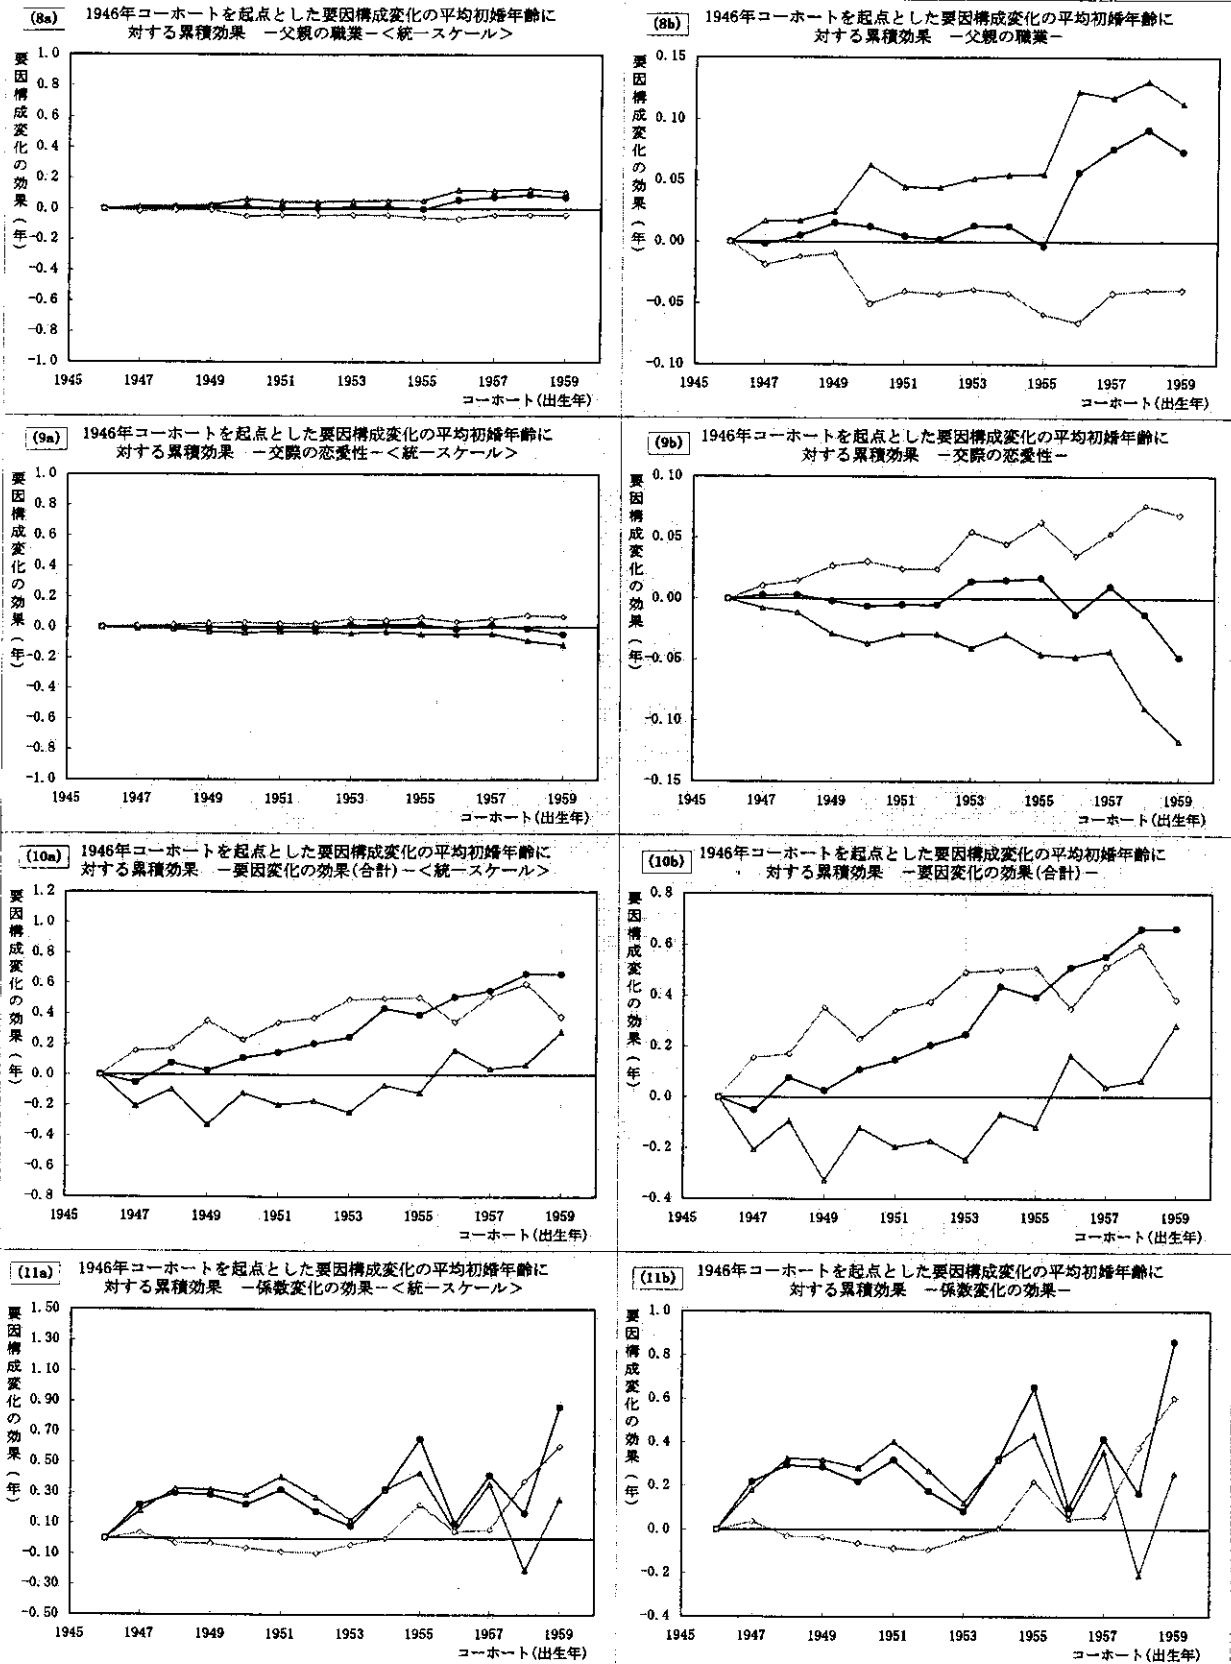 (8a)
1946年コーホートを起点とした要因構成変化の平均初婚年齢に
対する累積効果 －父親の職業－<統一スケール>
要因構成変化の効果(年)
1.0
0.8
0.6
0.4
0.2
0.0
-0.2
-0.4
-0.6
-0.8
-1.0
1945 1947 1949 1951 1953 1955 1957 1959
コーホート(出生年)
(8b)
1946年コーホートを起点とした要因構成変化の平均初婚年齢に
対する累積効果 －父親の職業－
要因構成変化の効果(年)
0.15
0.10
0.05
0.00
-0.05
-0.10
1945 1947 1949 1951 1953 1955 1957 1959
コーホート(出生年)
(9a)
1946年コーホートを起点とした要因構成変化の平均初婚年齢に
対する累積効果 －交際の恋愛性－<統一スケール>
要因構成変化の効果(年)
1.0
0.8
0.6
0.4
0.2
0.0
-0.2
-0.4
-0.6
-0.8
-1.0
1945 1947 1949 1951 1953 1955 1957 1959
コーホート(出生年)
(9b)
1946年コーホートを起点とした要因構成変化の平均初婚年齢に
対する累積効果 －交際の恋愛性－
要因構成変化の効果(年)
0.10
0.05
0.00
-0.05
-0.10
-0.15
1945 1947 1949 1951 1953 1955 1957 1959
コーホート(出生年)
(10a)
1946年コーホートを起点とした要因構成変化の平均初婚年齢に
対する累積効果 －要因変化の効果(合計)－<統一スケール>
要因構成変化の効果(年)
1.2
1.0
0.8
0.6
0.4
0.2
0.0
-0.2
-0.4
-0.6
-0.8
1945 1947 1949 1951 1953 1955 1957 1959
コーホート(出生年)
(10b)
1946年コーホートを起点とした要因構成変化の平均初婚年齢に
対する累積効果 －要因変化の効果(合計)－
要因構成変化の効果(年)
0.8
0.6
0.4
0.2
0.0
-0.2
-0.4
1945 1947 1949 1951 1953 1955 1957 1959
コーホート(出生年)
(11a)
1946年コーホートを起点とした要因構成変化の平均初婚年齢に
対する累積効果 －係数変化の効果－<統一スケール>
要因構成変化の効果(年)
1.50
1.30
1.10
0.90
0.70
0.50
0.30
0.10
-0.10
-0.30
-0.50
1945 1947 1949 1951 1953 1955 1957 1959
コーホート(出生年)
(11b)
1946年コーホートを起点とした要因構成変化の平均初婚年齢に
対する累積効果 －係数変化の効果－
要因構成変化の効果(年)
1.0
0.8
0.6
0.4
0.2
0.0
-0.2
-0.4
1945 1947 1949 1951 1953 1955 1957 1959
コーホート(出生年)